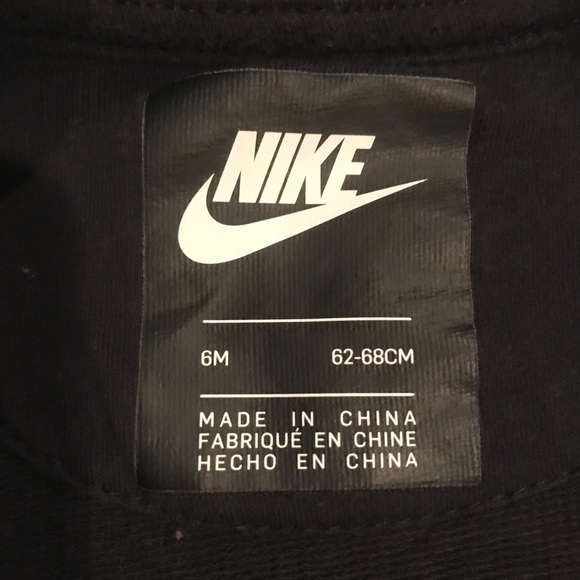 NIKE
6M 62-68CM
MADE IN CHINA
FABRIQUÉ EN CHINE
HECHO EN CHINA